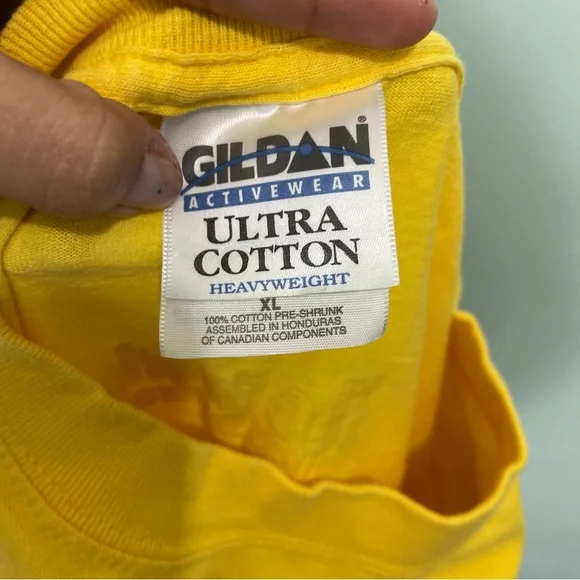 GILDAN®
ACTIVEWEAR
ULTRA
COTTON
HEAVYWEIGHT
XL
100% COTTON PRE-SHRUNK
ASSEMBLED IN HONDURAS
OF CANADIAN COMPONENTS